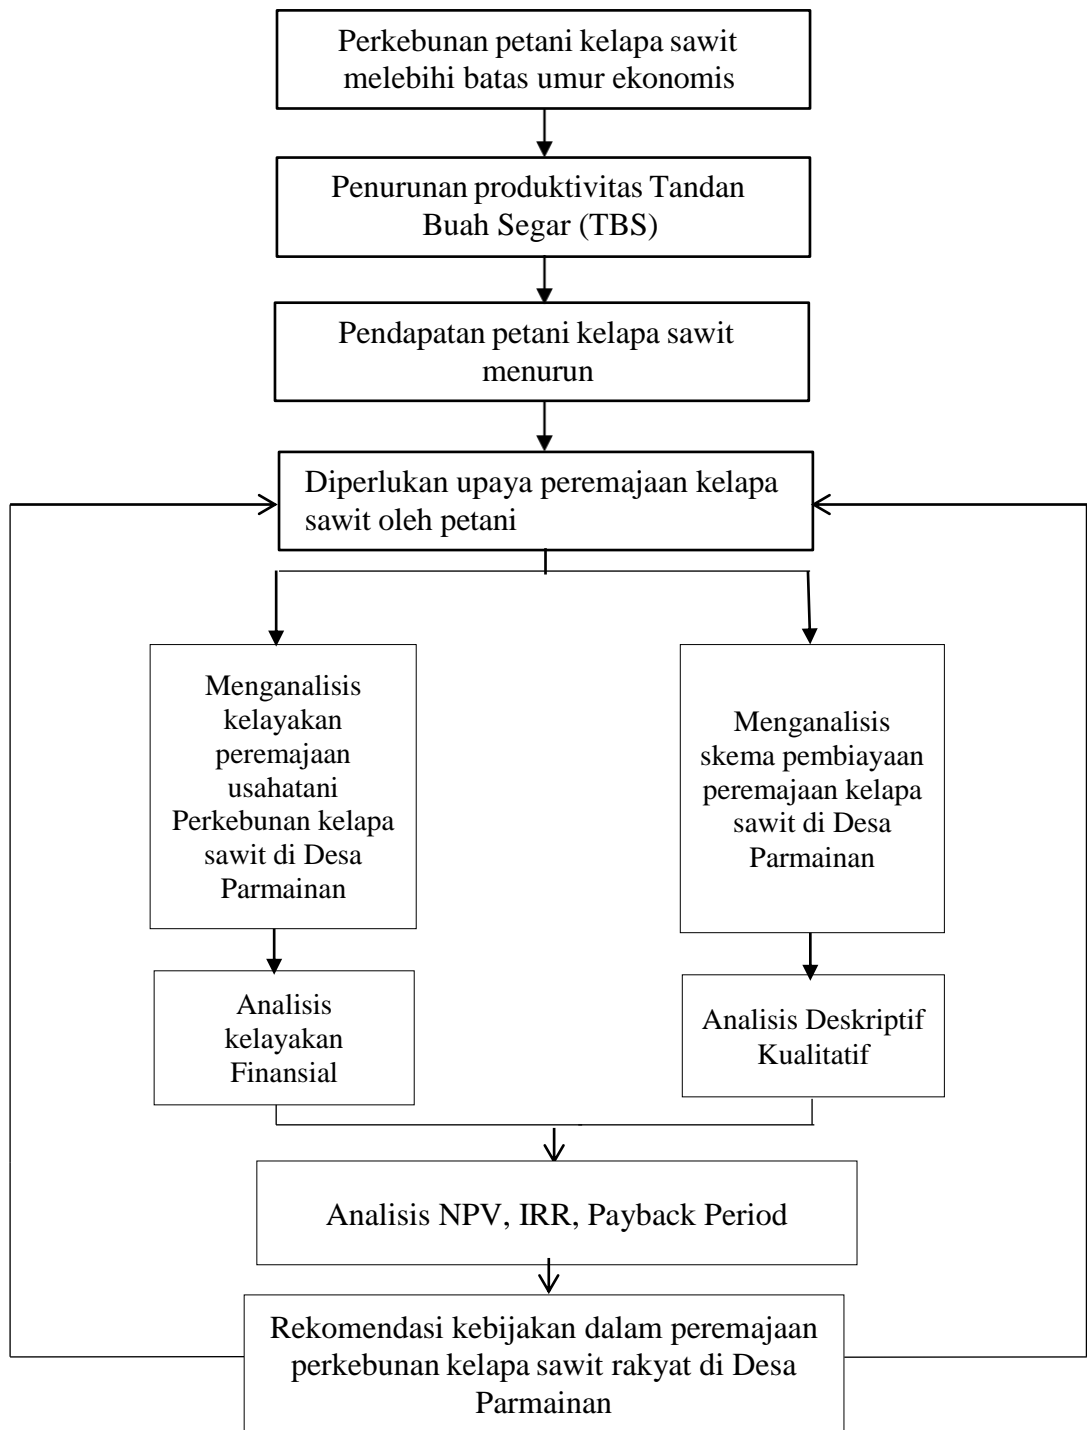 Perkebunan petani kelapa sawit
melebihi batas umur ekonomis
Penurunan produktivitas Tandan
Buah Segar (TBS)
Pendapatan petani kelapa sawit
menurun
Diperlukan upaya peremajaan kelapa
sawit oleh petani
Menganalisis
kelayakan
peremajaan
usahatani
Perkebunan kelapa
sawit di Desa
Parmainan
Menganalisis
skema pembiayaan
peremajaan kelapa
sawit di Desa
Parmainan
Analisis
kelayakan
Finansial
Analisis Deskriptif
Kualitatif
Analisis NPV, IRR, Payback Period
Rekomendasi kebijakan dalam peremajaan
perkebunan kelapa sawit rakyat di Desa
Parmainan